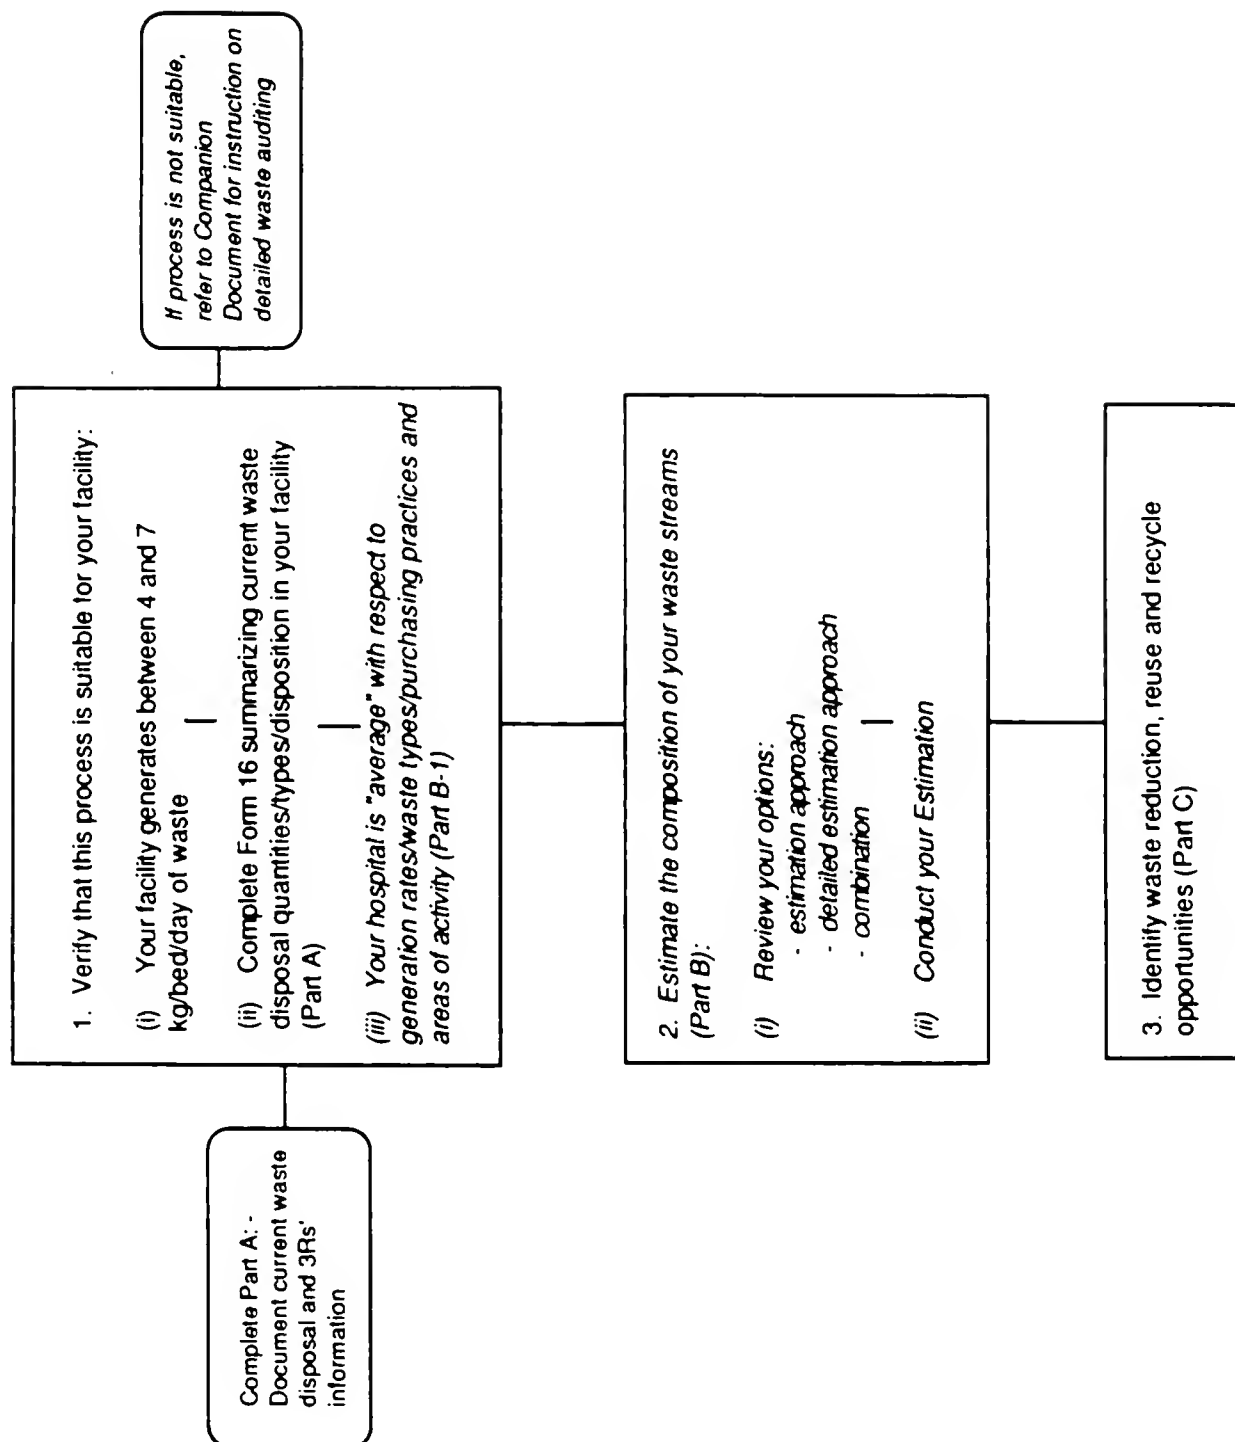 Complete Part A: -
Document current waste
disposal and 3Rs'
information
1. Verify that this process is suitable for your facility:
(i) Your facility generates between 4 and 7
kg/bed/day of waste
(ii) Complete Form 16 summarizing current waste
disposal quantities/types/disposition in your facility
(Part A)
(iii) Your hospital is "average" with respect to
generation rates/waste types/purchasing practices and
areas of activity (Part B-1)
If process is not suitable,
refer to Companion
Document for instruction on
detailed waste auditing
2. Estimate the composition of your waste streams
(Part B):
(i) Review your options:
- estimation approach
- detailed estimation approach
- combination
(ii) Conduct your Estimation
3. Identify waste reduction, reuse and recycle
opportunities (Part C)